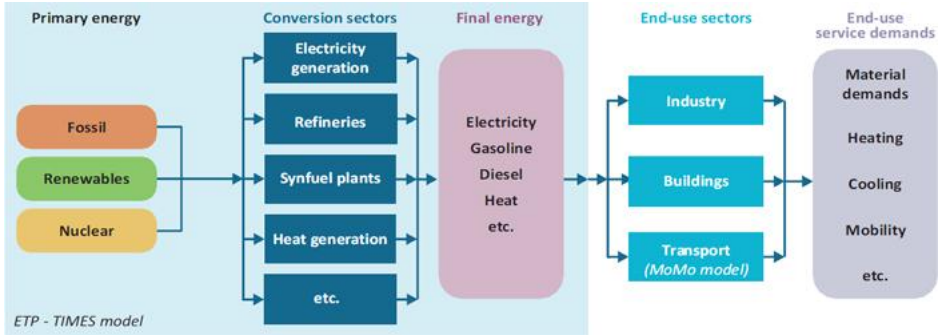 Primary energy
Conversion sectors
Final energy
End-use sectors
End-use
service demands
Fossil
Renewables
Nuclear
Electricity
generation
Refineries
Synfuel plants
Heat generation
etc.
Electricity
Gasoline
Diesel
Heat
etc.
Industry
Buildings
Transport
(MoMo model)
Material
demands
Heating
Cooling
Mobility
etc.
ETP - TIMES model